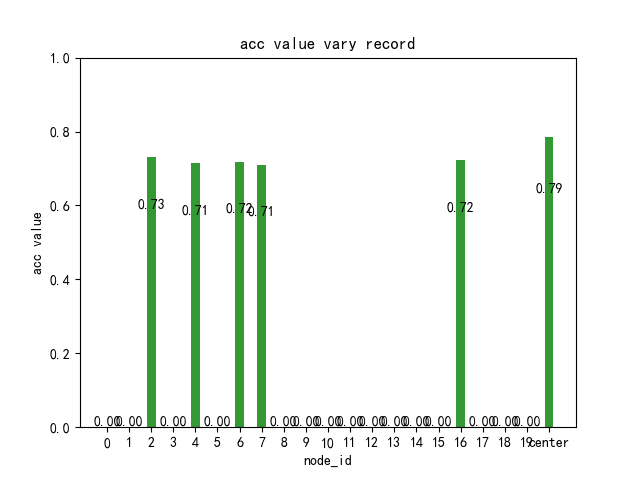 acc value vary record
1.0
0.8
0.6
0.4
0.2
0.0
acc value
0.00 0.00 0.73 0.00 0.71 0.00 0.72 0.71 0.00 0.00 0.00 0.00 0.00 0.00 0.00 0.00 0.72 0.00 0.00 0.00 0.79
0 1 2 3 4 5 6 7 8 9 10 11 12 13 14 15 16 17 18 19 center
node_id